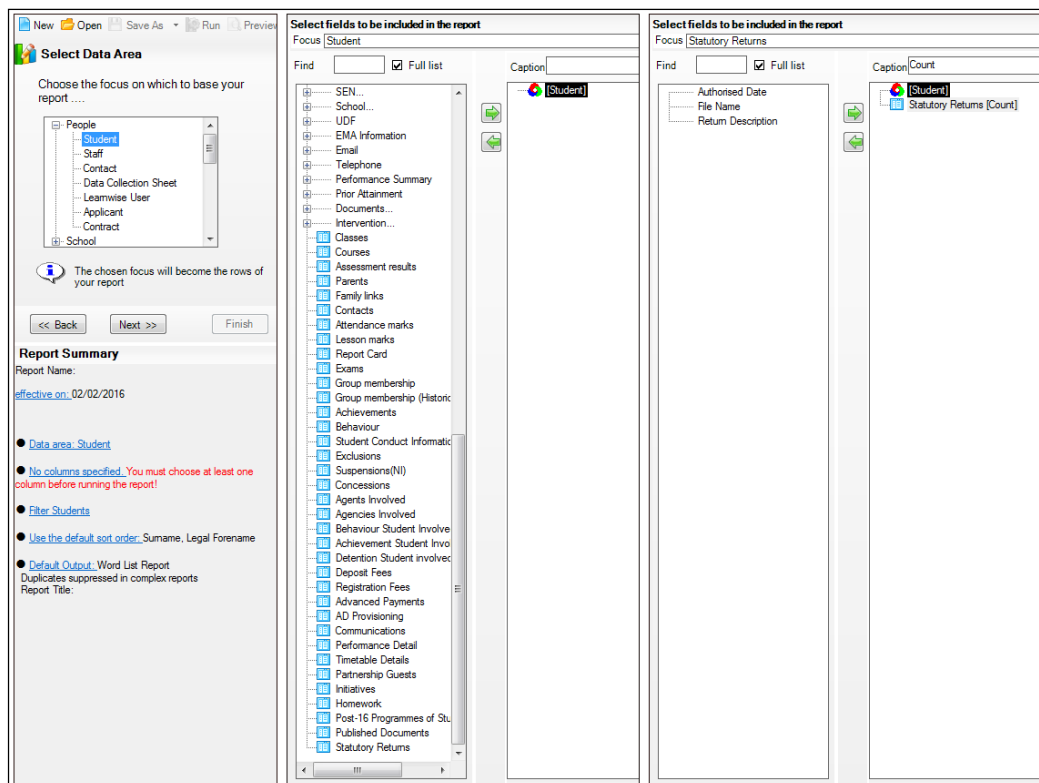 New Open Save As Run Preview
Select Data Area
Choose the focus on which to base your
report ....
People
Student
Staff
Contact
Data Collection Sheet
Learnwise User
Applicant
Contract
School
The chosen focus will become the rows of
your report
<< Back Next >> Finish
Report Summary
Report Name:
effective on: 02/02/2016
Data area: Student
No columns specified. You must choose at least one
column before running the report!
Filter Students
Use the default sort order: Surname, Legal Forename
Default Output: Word List Report
Duplicates suppressed in complex reports
Report Title:
Select fields to be included in the report
Focus Student
Find Full list
Caption
SEN...
School...
UDF
EMA Information
Email
Telephone
Performance Summary
Prior Attainment
Documents...
Intervention...
Classes
Courses
Assessment results
Parents
Family links
Contacts
Attendance marks
Lesson marks
Report Card
Exams
Group membership
Group membership (Historic
Achievements
Behaviour
Student Conduct Informatic
Exclusions
Suspensions(NI)
Concessions
Agents Involved
Agencies Involved
Behaviour Student Involve
Achievement Student Invo
Detention Student involved
Deposit Fees
Registration Fees
Advanced Payments
AD Provisioning
Communications
Performance Detail
Timetable Details
Partnership Guests
Initiatives
Homework
Post-16 Programmes of Stu
Published Documents
Statutory Returns
[Student]
Select fields to be included in the report
Focus Statutory Returns
Find Full list
Caption Count
Authorised Date
File Name
Return Description
[Student]
Statutory Returns [Count]